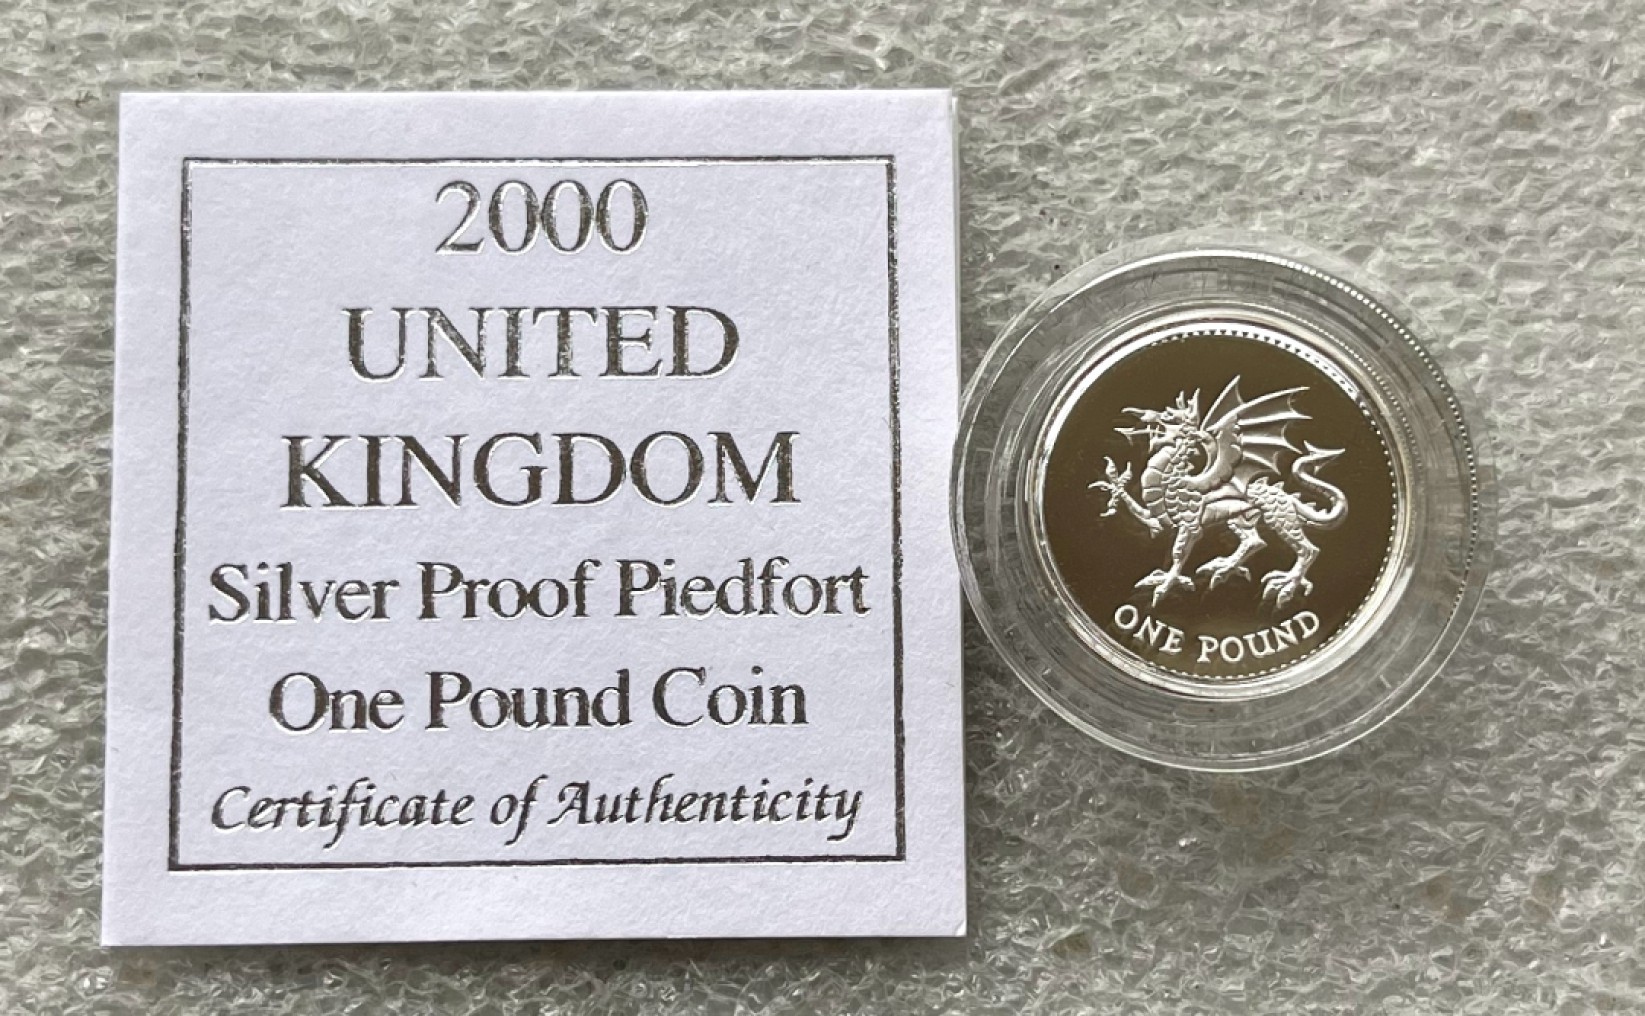 2000
UNITED
KINGDOM
Silver Proof Piedfort
One Pound Coin
Certificate of Authenticity
ONE POUND